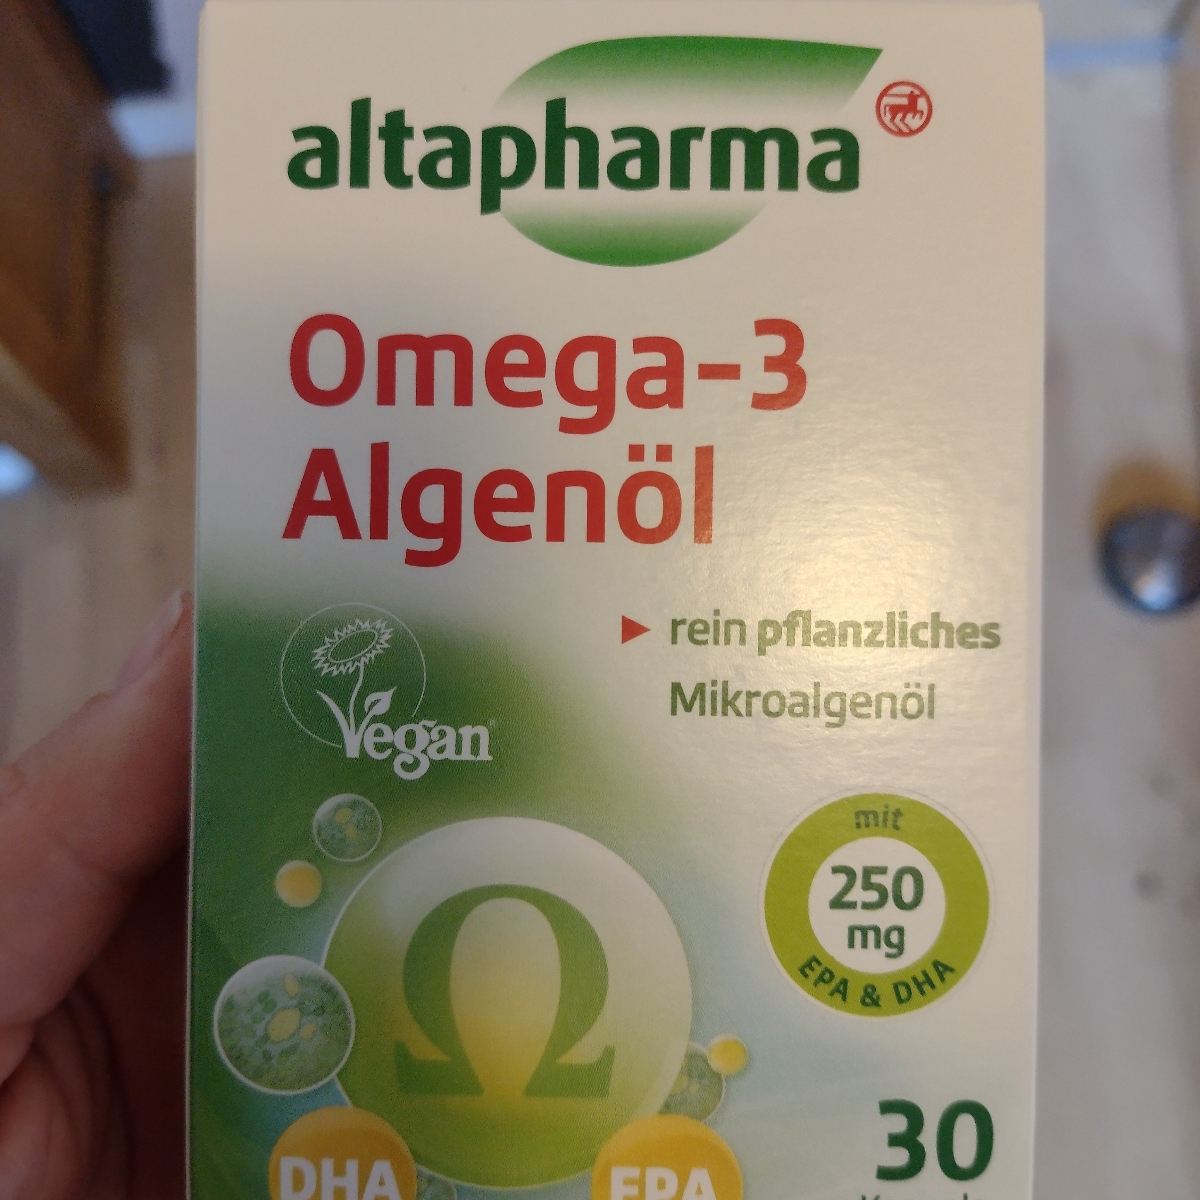 altapharma
Omega-3
Algenöl
rein pflanzliches
Mikroalgenöl
Vegan
mit
250
mg
EPA & DHA
Ω
30
DHA
EPA